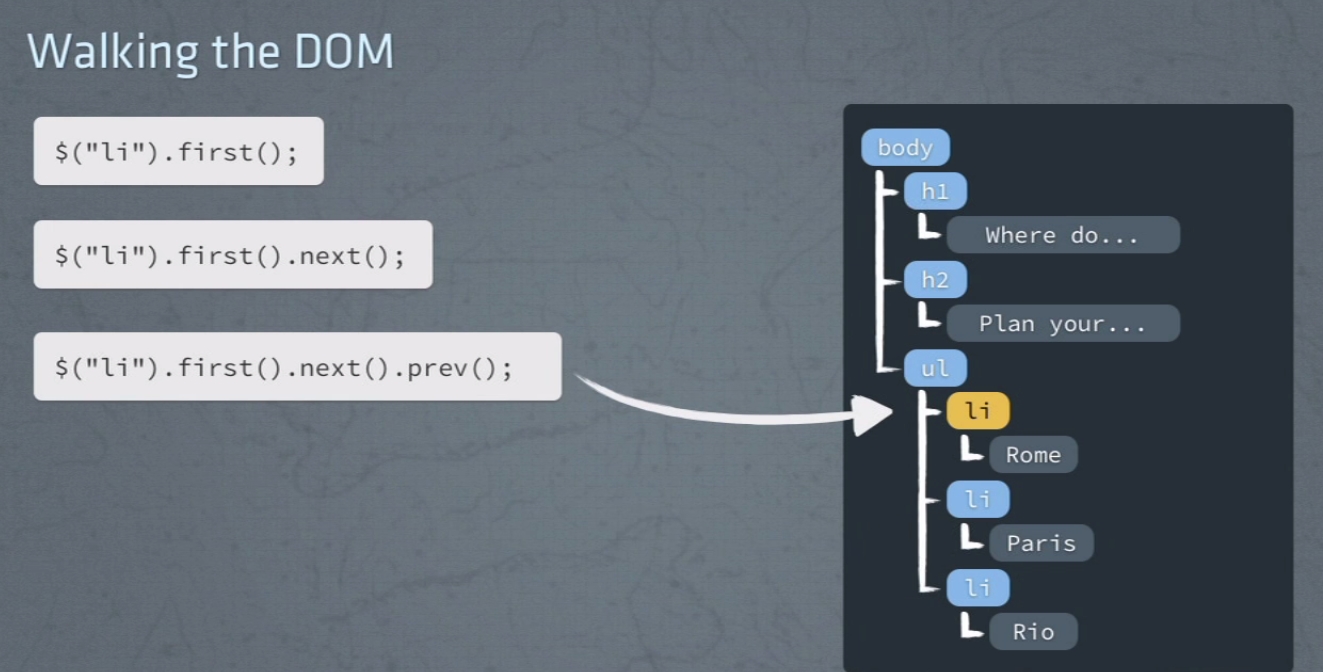 Walking the DOM
$("li").first();
$("li").first().next();
$("li").first().next().prev();
body
h1
Where do...
h2
Plan your...
ul
li
Rome
li
Paris
li
Rio